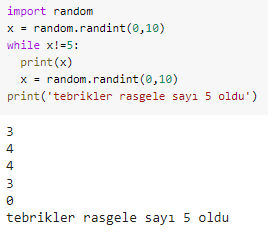 import random
x = random.randint(0,10)
while x!=5:
  print(x)
  x = random.randint(0,10)
print('tebrikler rasgele sayı 5 oldu')
3
4
4
3
0
tebrikler rasgele sayı 5 oldu